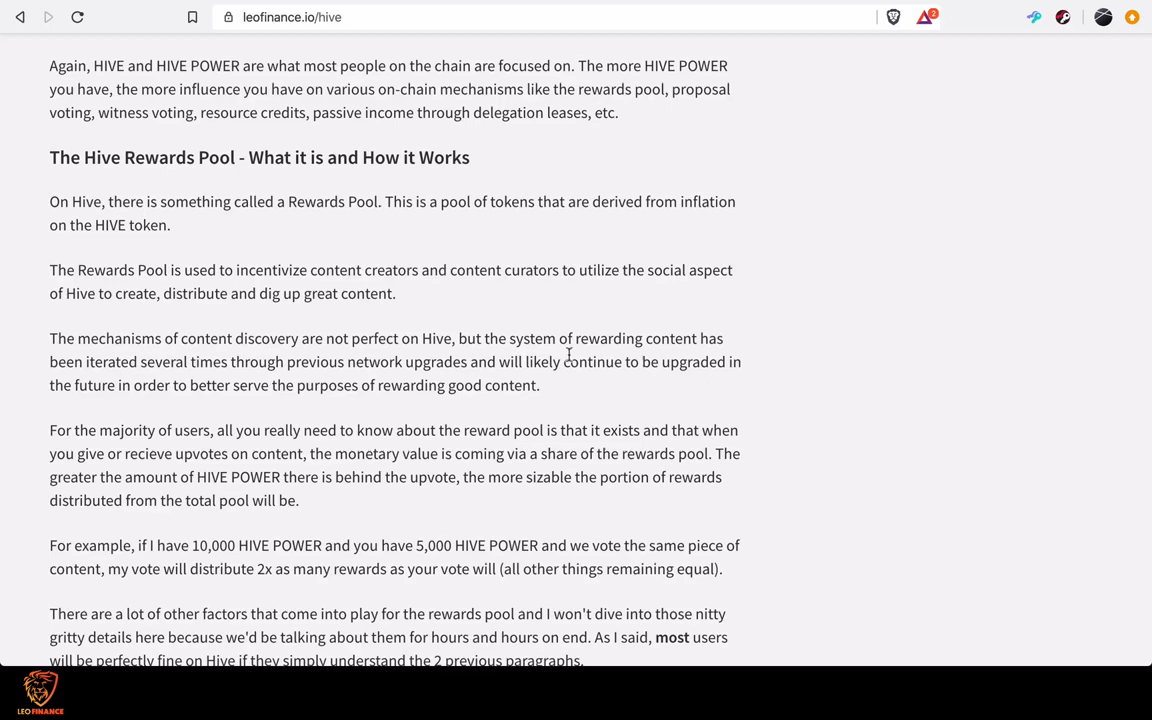 leofinance.io/hive
2
Again, HIVE and HIVE POWER are what most people on the chain are focused on. The more HIVE POWER
you have, the more influence you have on various on-chain mechanisms like the rewards pool, proposal
voting, witness voting, resource credits, passive income through delegation leases, etc.
The Hive Rewards Pool - What it is and How it Works
On Hive, there is something called a Rewards Pool. This is a pool of tokens that are derived from inflation
on the HIVE token.
The Rewards Pool is used to incentivize content creators and content curators to utilize the social aspect
of Hive to create, distribute and dig up great content.
The mechanisms of content discovery are not perfect on Hive, but the system of rewarding content has
been iterated several times through previous network upgrades and will likely continue to be upgraded in
the future in order to better serve the purposes of rewarding good content.
For the majority of users, all you really need to know about the reward pool is that it exists and that when
you give or recieve upvotes on content, the monetary value is coming via a share of the rewards pool. The
greater the amount of HIVE POWER there is behind the upvote, the more sizable the portion of rewards
distributed from the total pool will be.
For example, if I have 10,000 HIVE POWER and you have 5,000 HIVE POWER and we vote the same piece of
content, my vote will distribute 2x as many rewards as your vote will (all other things remaining equal).
There are a lot of other factors that come into play for the rewards pool and I won't dive into those nitty
gritty details here because we'd be talking about them for hours and hours on end. As I said, most users
will be perfectly fine on Hive if they simply understand the 2 previous paragraphs.
LEOFINANCE